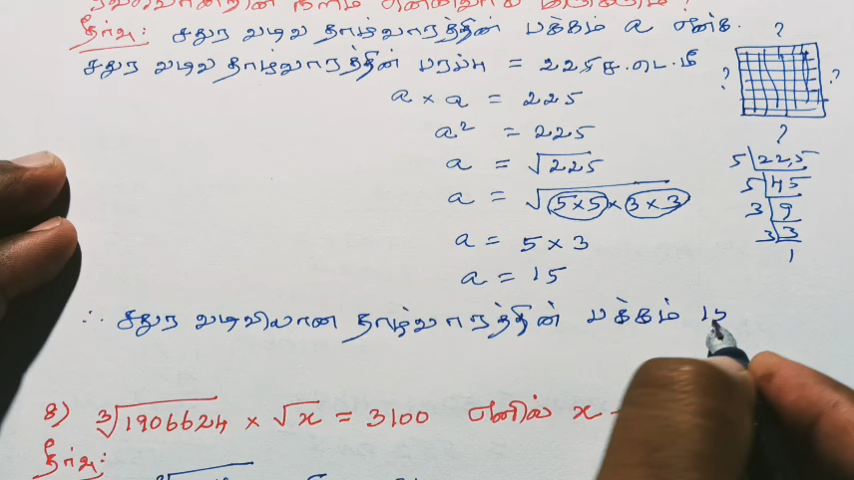 தீர்வு: சதுர வடிவ தாழ்வாரத்தின் பக்கம் a என்க.
சதுர வடிவ தாழ்வாரத்தின் பரப்பு = 225 ச.டெ.மீ
a × a = 225
a² = 225
a = √225
a = √5×5×3×3
a = 5 × 3
a = 15
∴ சதுர வடிவிலான தாழ்வாரத்தின் பக்கம் 15
?
? ?
?
5 225
5 45
3 9
3 3
1
8) ∛1906624 × √x = 3100 எனில் x
தீர்வு: